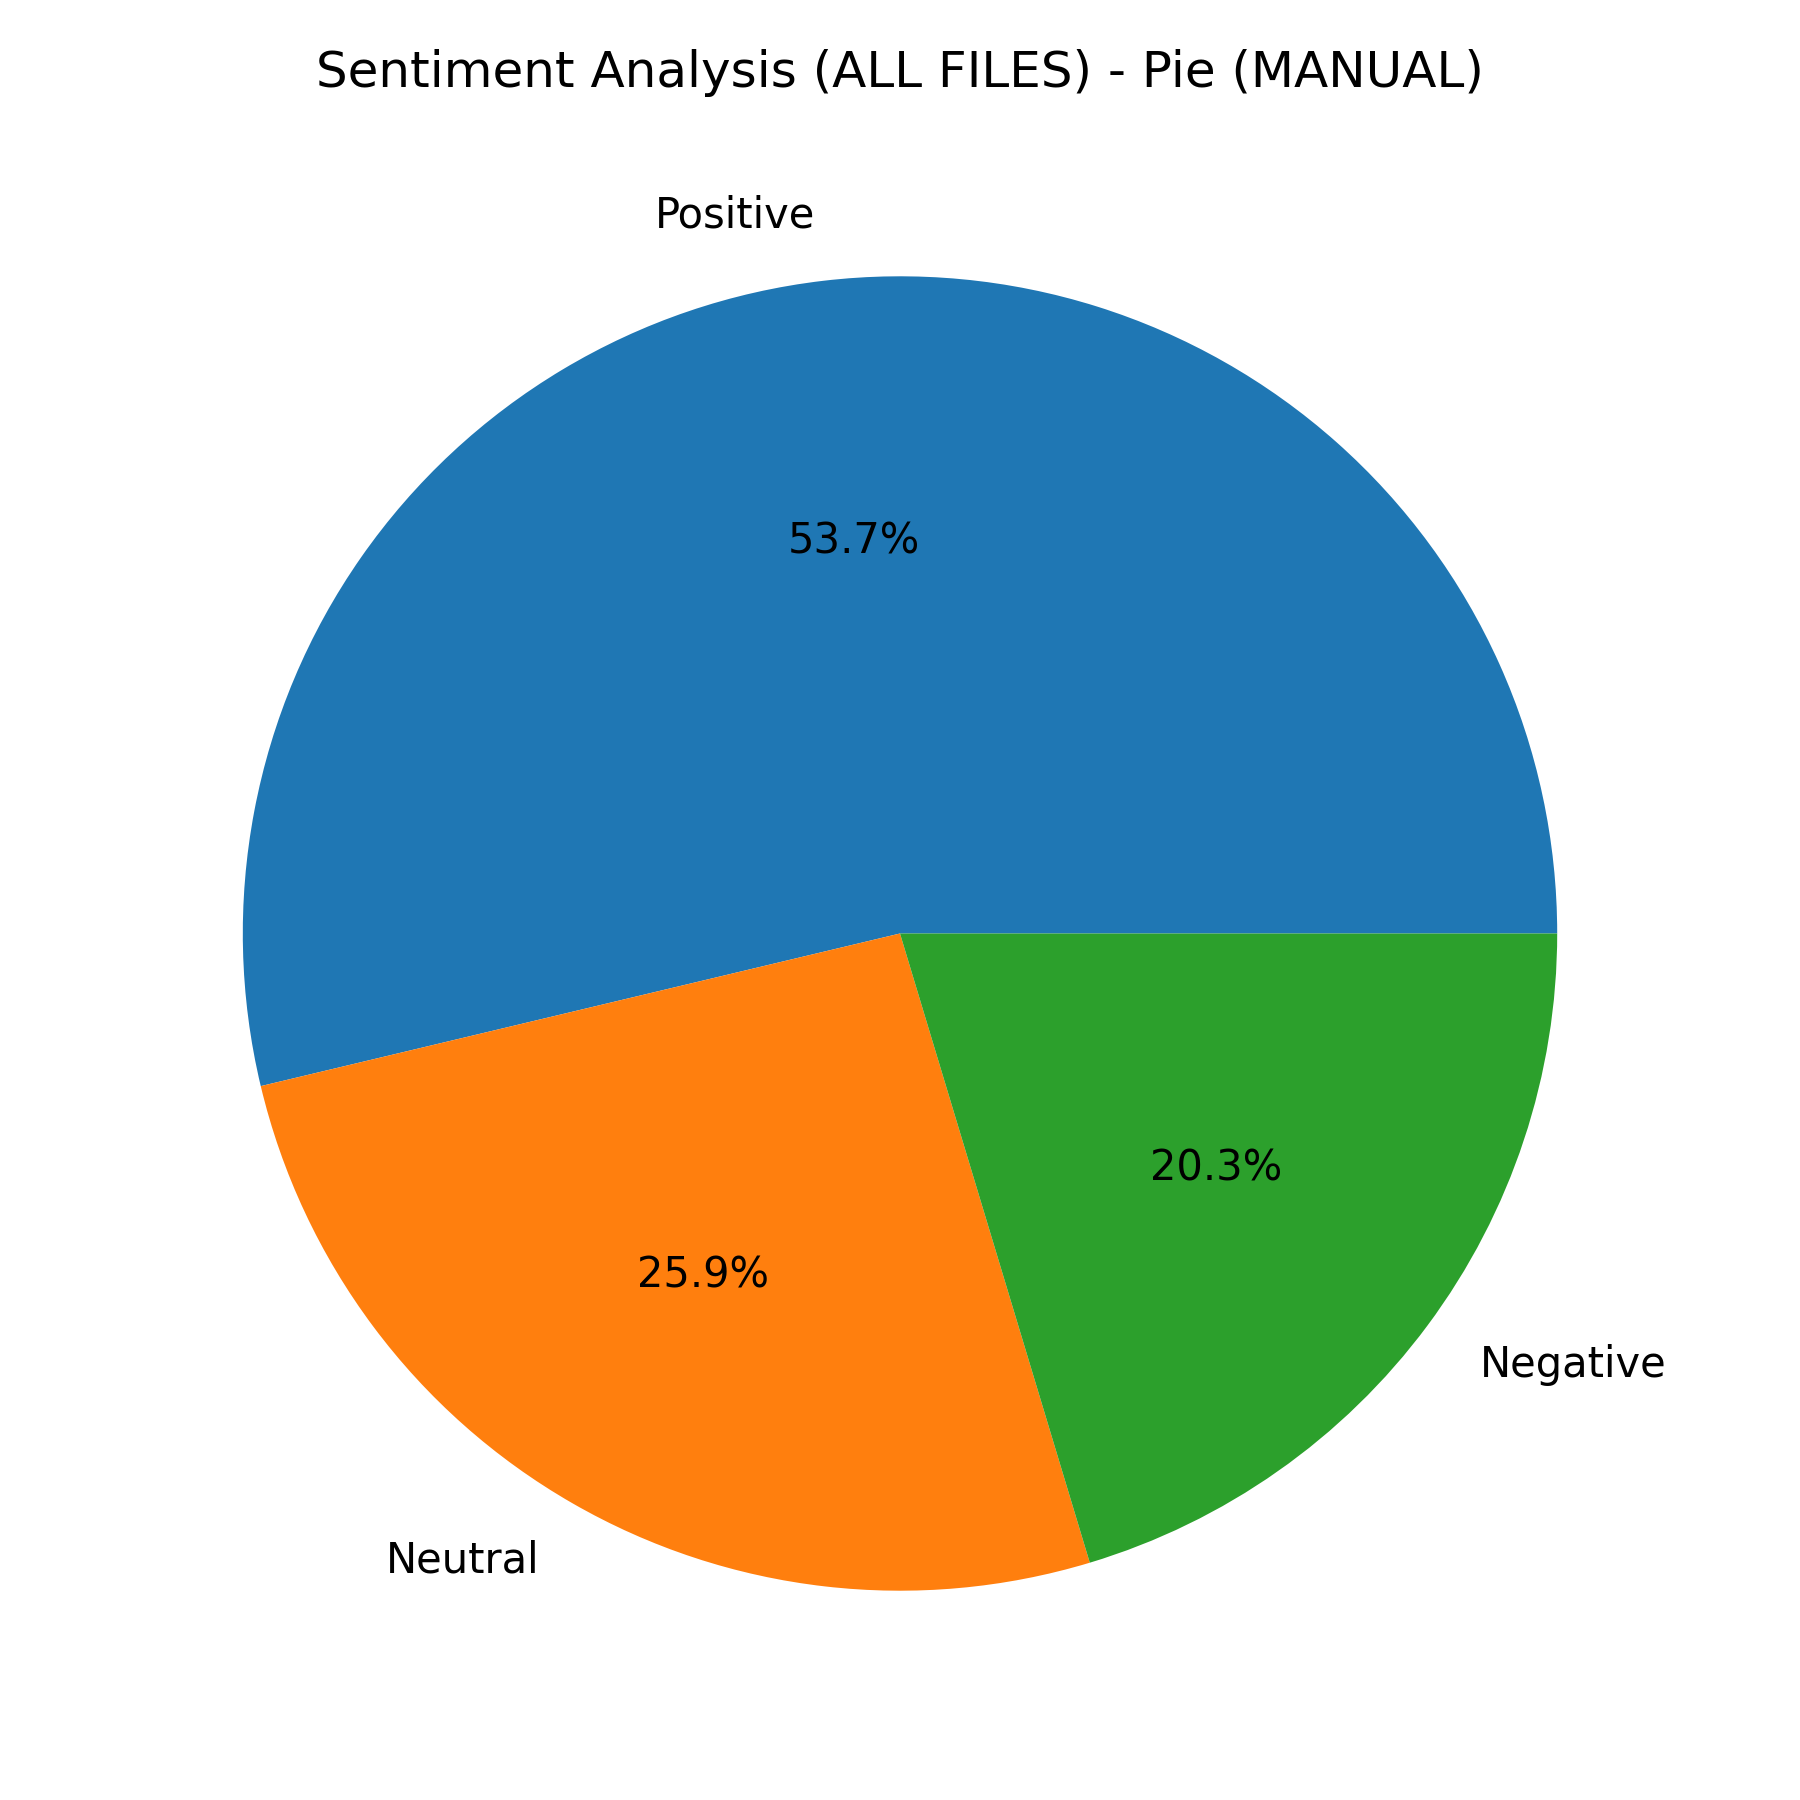 Sentiment Analysis (ALL FILES) - Pie (MANUAL)
Positive
53.7%
20.3%
25.9%
Negative
Neutral